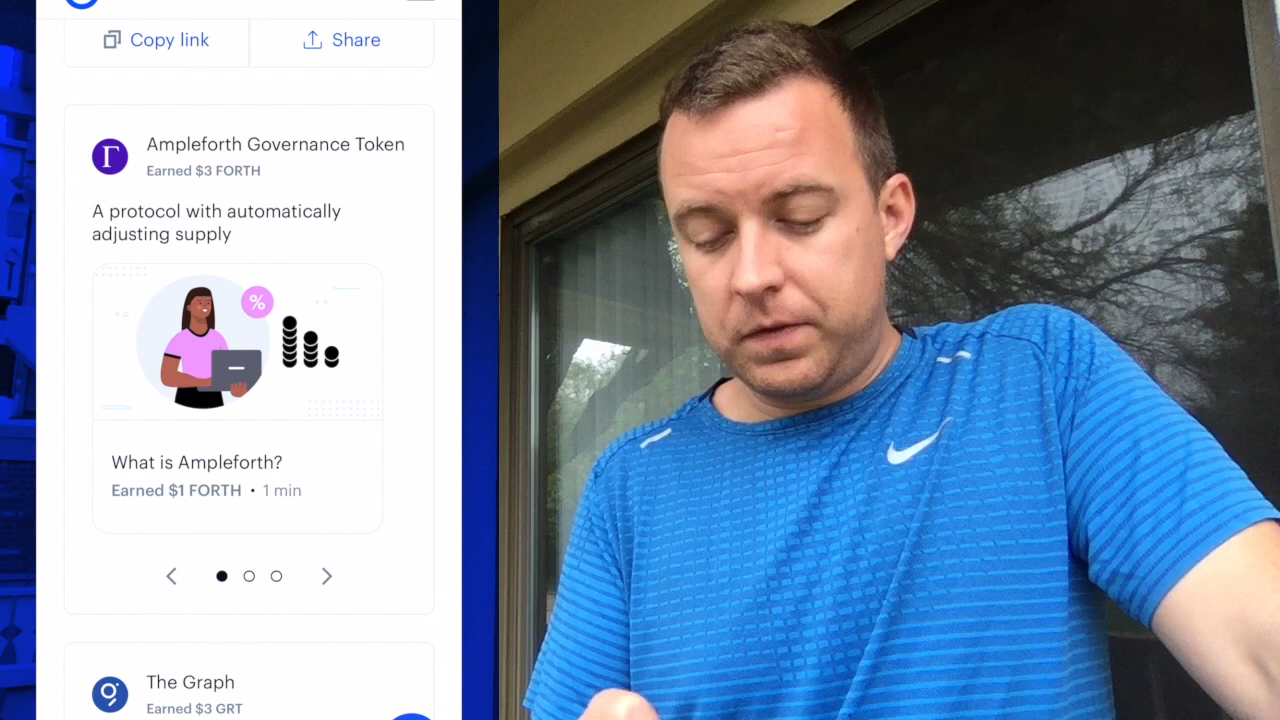 Copy link
Share
Ampleforth Governance Token
Earned $3 FORTH
A protocol with automatically
adjusting supply
%
What is Ampleforth?
Earned $1 FORTH • 1 min
The Graph
Earned $3 GRT